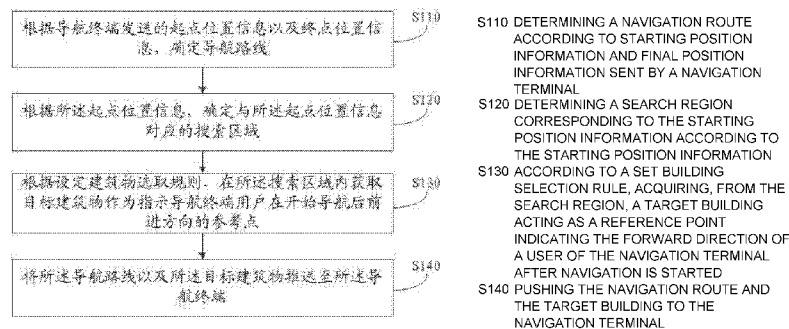 根据导航终端发送的起点位置信息以及终点位置信
息，确定导航路线
S110
根据所述起点位置信息，确定与所述起点位置信息
对应的搜索区域
S120
根据设定建筑物选取规则，在所述搜索区域内获取
目标建筑物作为指示导航终端用户在开始导航后前
进方向的参考点
S130
将所述导航路线以及所述目标建筑物推送至所述导
航终端
S140
S110 DETERMINING A NAVIGATION ROUTE
ACCORDING TO STARTING POSITION
INFORMATION AND FINAL POSITION
INFORMATION SENT BY A NAVIGATION
TERMINAL
S120 DETERMINING A SEARCH REGION
CORRESPONDING TO THE STARTING
POSITION INFORMATION ACCORDING TO
THE STARTING POSITION INFORMATION
S130 ACCORDING TO A SET BUILDING
SELECTION RULE, ACQUIRING, FROM THE
SEARCH REGION, A TARGET BUILDING
ACTING AS A REFERENCE POINT
INDICATING THE FORWARD DIRECTION OF
A USER OF THE NAVIGATION TERMINAL
AFTER NAVIGATION IS STARTED
S140 PUSHING THE NAVIGATION ROUTE AND
THE TARGET BUILDING TO THE
NAVIGATION TERMINAL